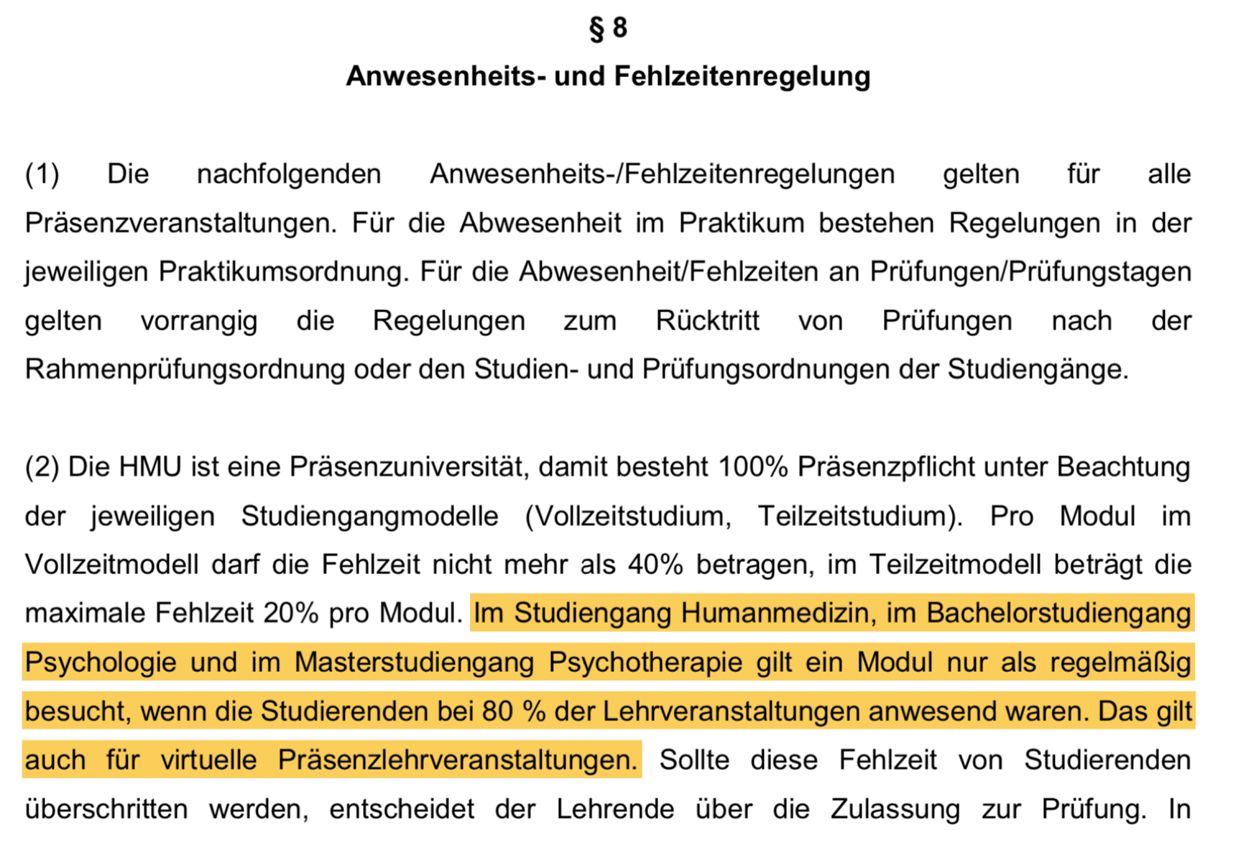 § 8
Anwesenheits- und Fehlzeitenregelung
(1) Die nachfolgenden Anwesenheits-/Fehlzeitenregelungen gelten für alle
Präsenzveranstaltungen. Für die Abwesenheit im Praktikum bestehen Regelungen in der
jeweiligen Praktikumsordnung. Für die Abwesenheit/Fehlzeiten an Prüfungen/Prüfungstagen
gelten vorrangig die Regelungen zum Rücktritt von Prüfungen nach der
Rahmenprüfungsordnung oder den Studien- und Prüfungsordnungen der Studiengänge.
(2) Die HMU ist eine Präsenzuniversität, damit besteht 100% Präsenzpflicht unter Beachtung
der jeweiligen Studiengangmodelle (Vollzeitstudium, Teilzeitstudium). Pro Modul im
Vollzeitmodell darf die Fehlzeit nicht mehr als 40% betragen, im Teilzeitmodell beträgt die
maximale Fehlzeit 20% pro Modul. Im Studiengang Humanmedizin, im Bachelorstudiengang
Psychologie und im Masterstudiengang Psychotherapie gilt ein Modul nur als regelmäßig
besucht, wenn die Studierenden bei 80 % der Lehrveranstaltungen anwesend waren. Das gilt
auch für virtuelle Präsenzlehrveranstaltungen. Sollte diese Fehlzeit von Studierenden
überschritten werden, entscheidet der Lehrende über die Zulassung zur Prüfung. In